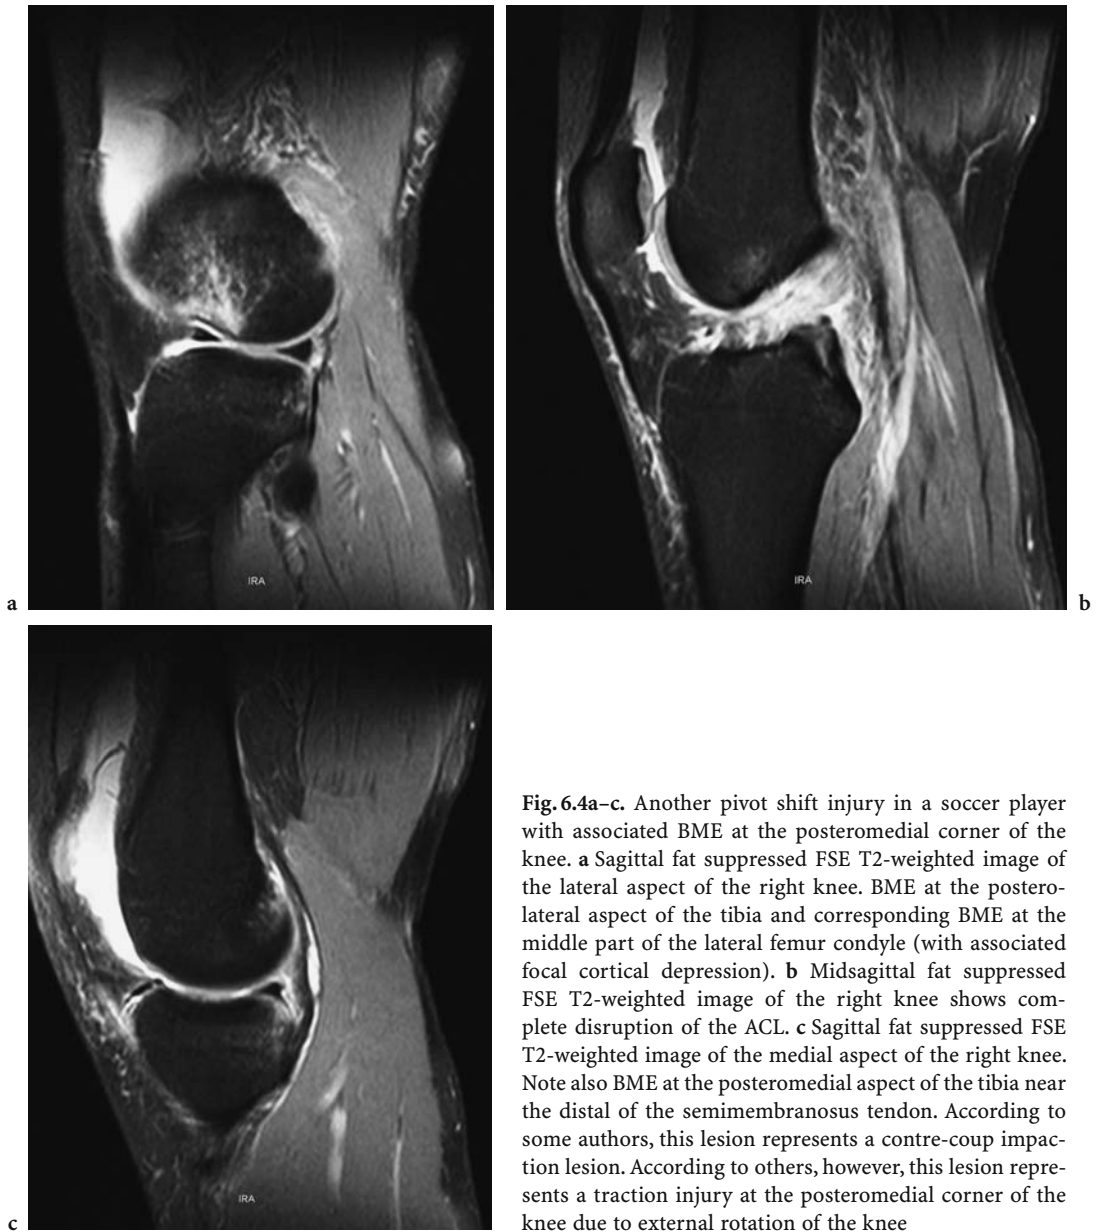 IRA
a
IRA
b
IRA
c
Fig. 6.4a–c. Another pivot shift injury in a soccer player
with associated BME at the posteromedial corner of the
knee. a Sagittal fat suppressed FSE T2-weighted image of
the lateral aspect of the right knee. BME at the postero-
lateral aspect of the tibia and corresponding BME at the
middle part of the lateral femur condyle (with associated
focal cortical depression). b Midsagittal fat suppressed
FSE T2-weighted image of the right knee shows com-
plete disruption of the ACL. c Sagittal fat suppressed FSE
T2-weighted image of the medial aspect of the right knee.
Note also BME at the posteromedial aspect of the tibia near
the distal of the semimembranosus tendon. According to
some authors, this lesion represents a contre-coup impac-
tion lesion. According to others, however, this lesion repre-
sents a traction injury at the posteromedial corner of the
knee due to external rotation of the knee